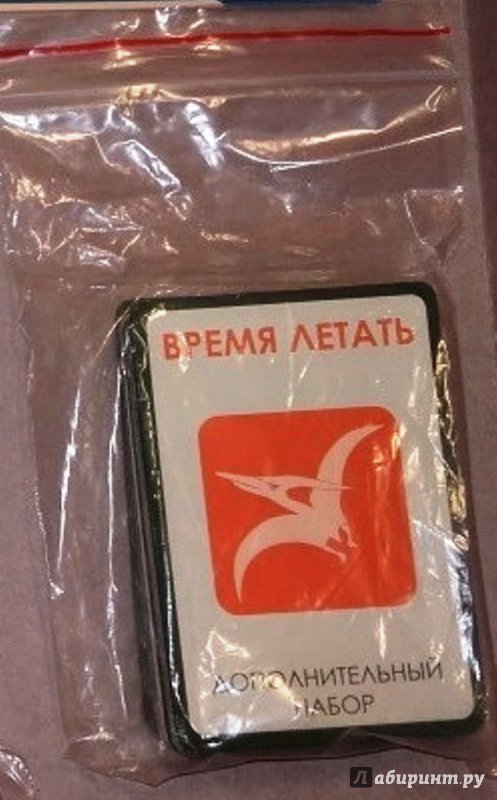 ВРЕМЯ ЛЕТАТЬ
ДОПОЛНИТЕЛЬНЫЙ
НАБОР
Лабиринт.ру